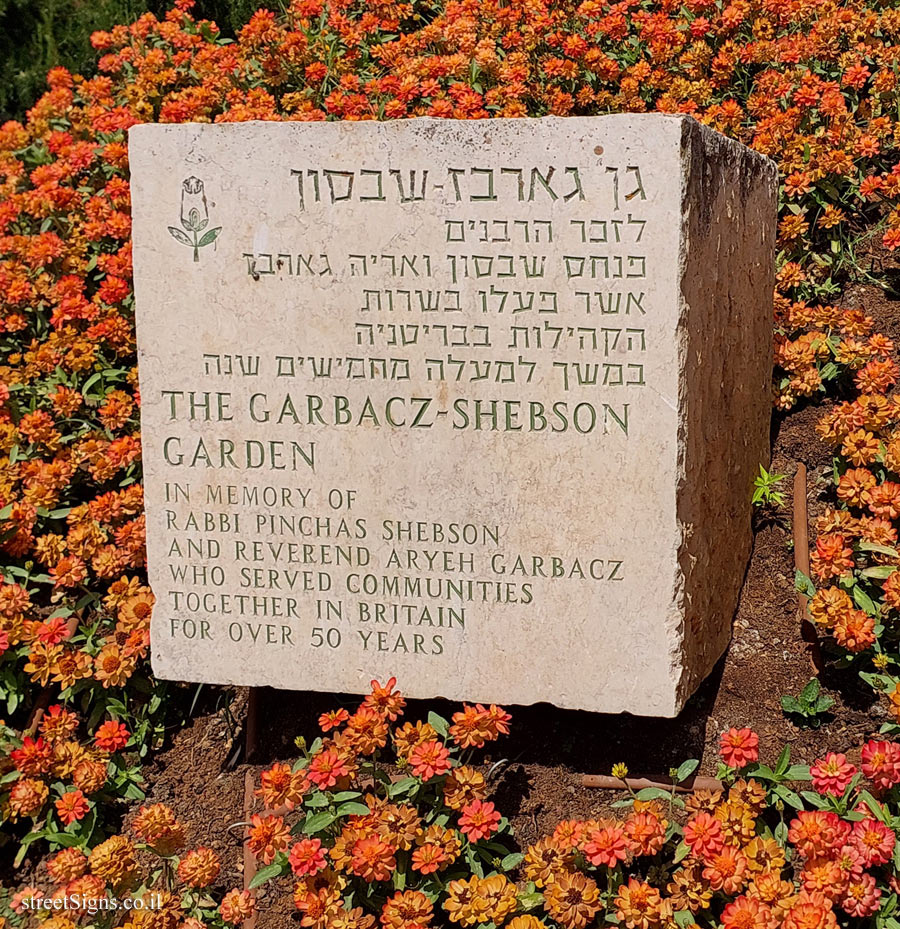 גן גארבז-שבסון
לזכר הרבנים
פנחס שבסון ואריה גארבז
אשר פעלו בשרות
הקהילות בבריטניה
במשך למעלה מחמישים שנה
THE GARBACZ-SHEBSON
GARDEN
IN MEMORY OF
RABBI PINCHAS SHEBSON
AND REVEREND ARYEH GARBACZ
WHO SERVED COMMUNITIES
TOGETHER IN BRITAIN
FOR OVER 50 YEARS
streetSigns.co.il